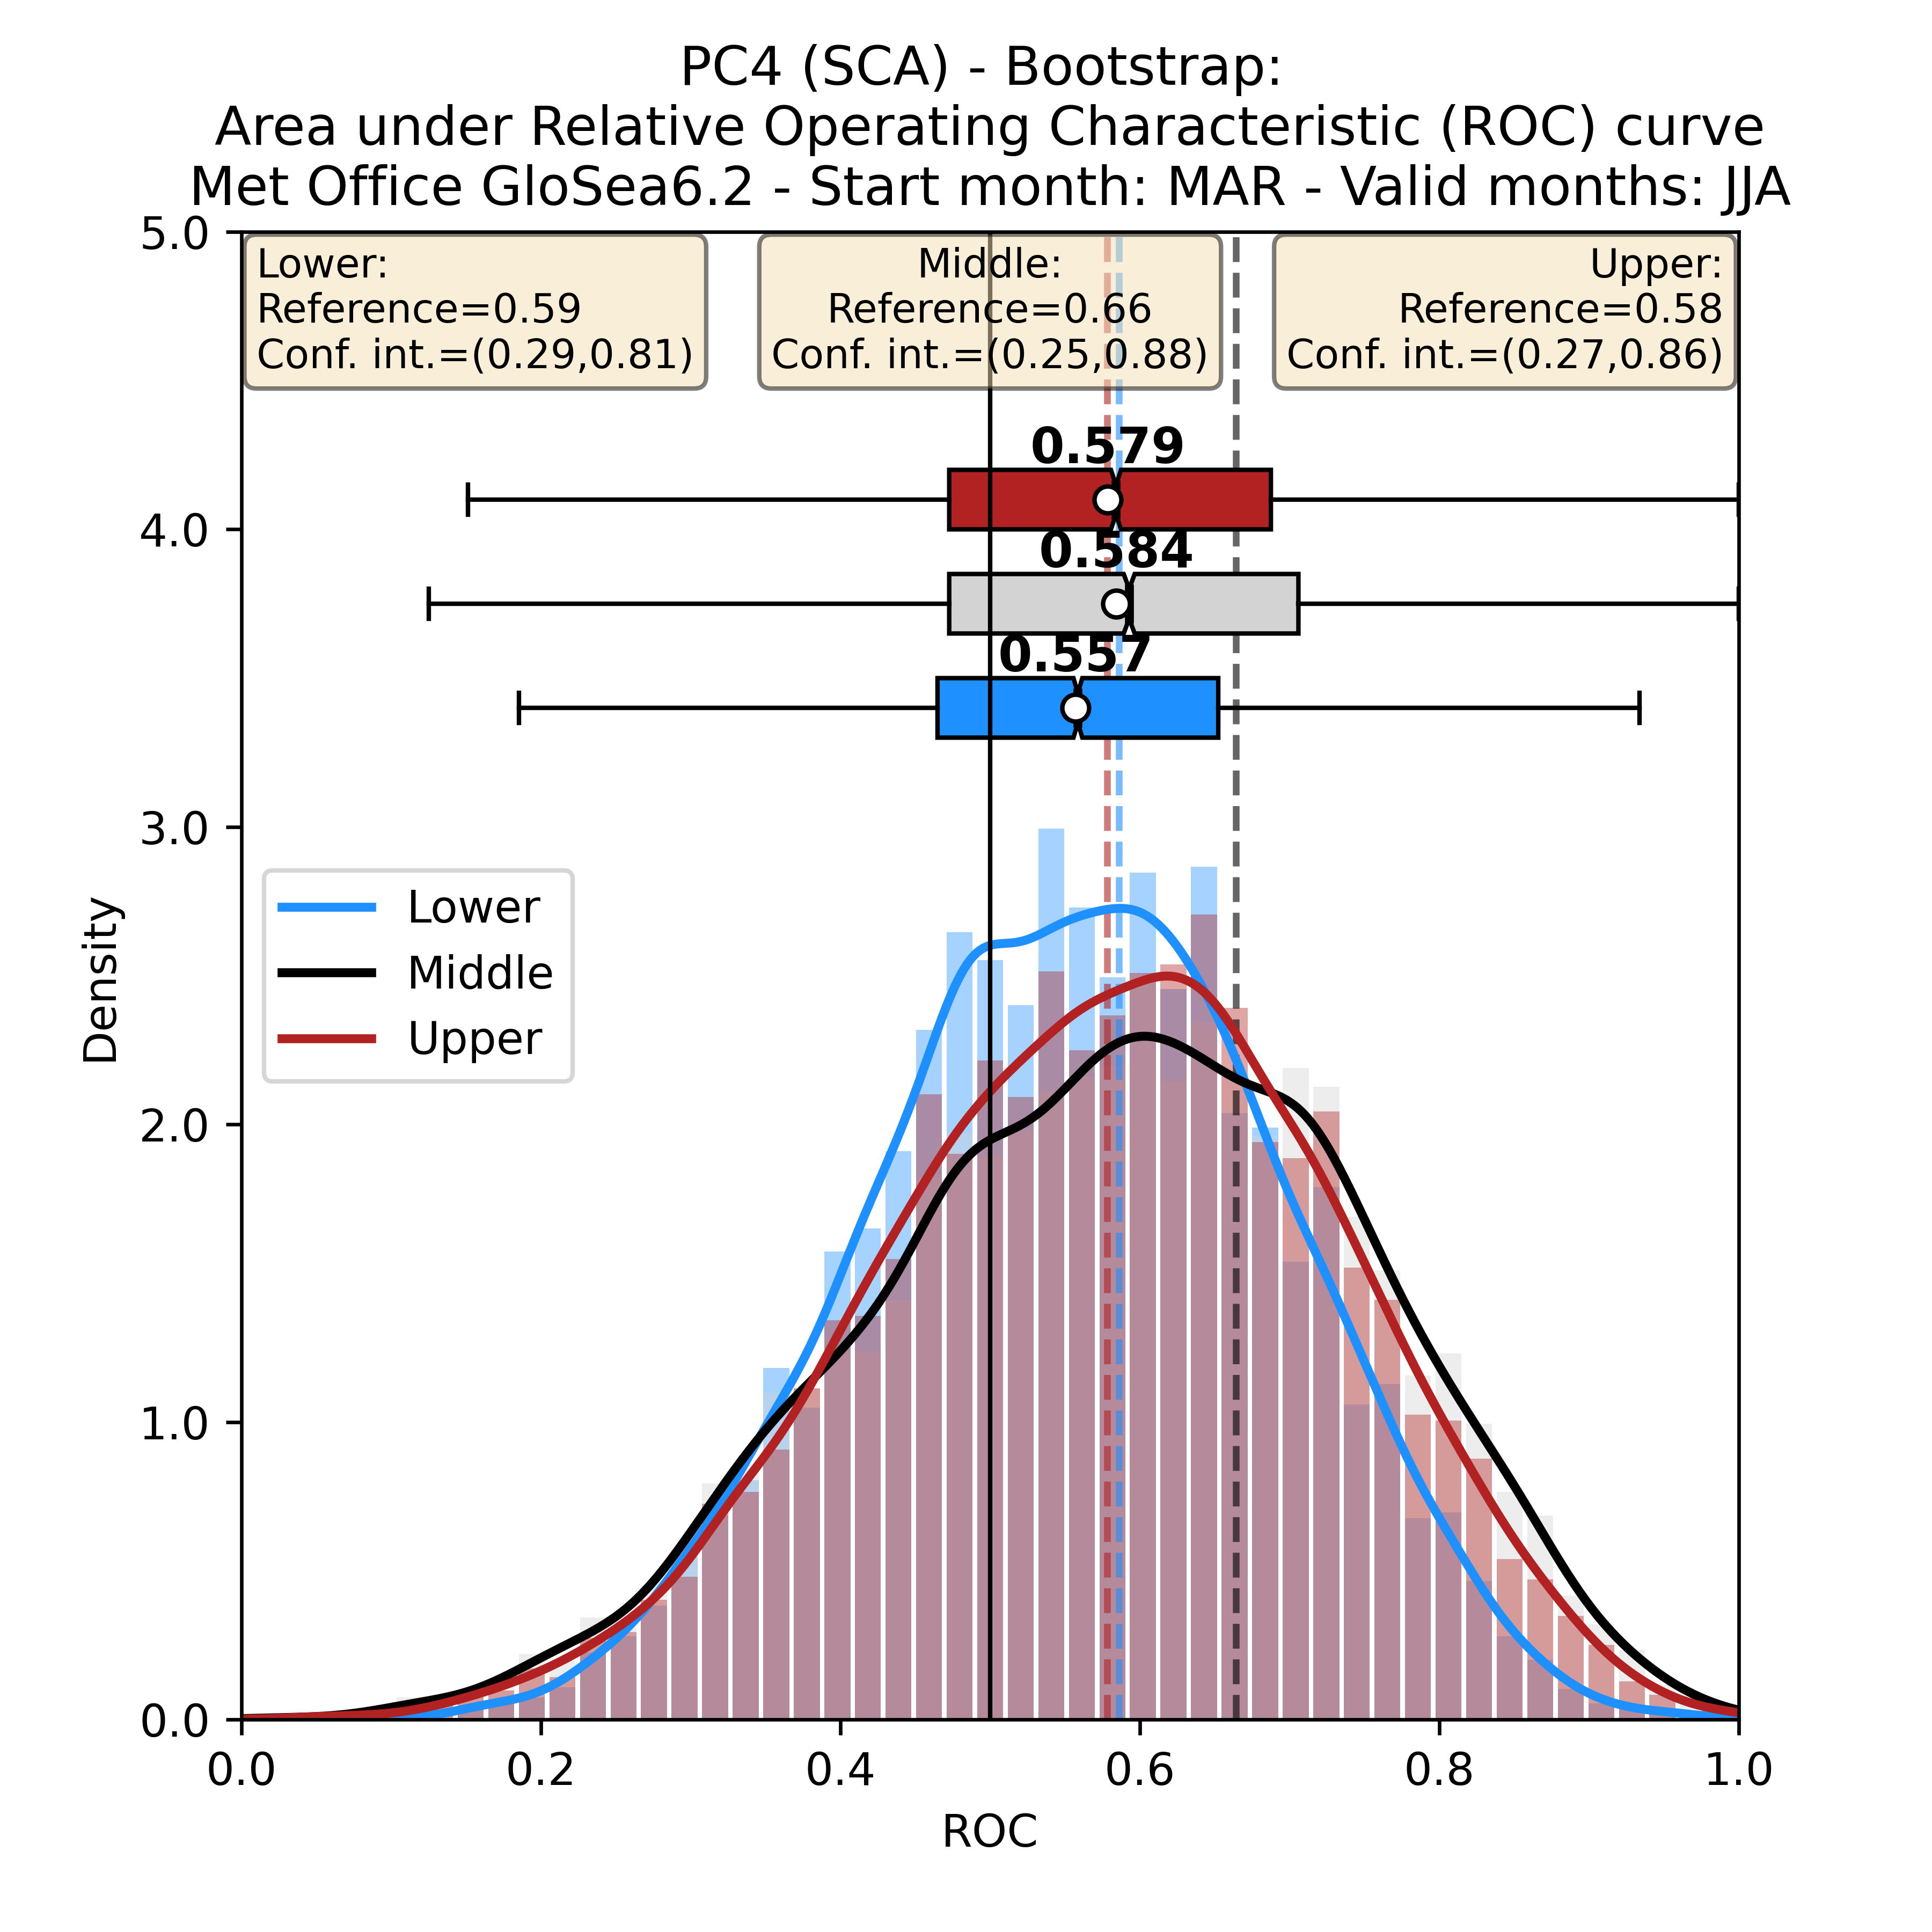 PC4 (SCA) - Bootstrap:
Area under Relative Operating Characteristic (ROC) curve
Met Office GloSea6.2 - Start month: MAR - Valid months: JJA
5.0
Lower:
Reference=0.59
Conf. int.=(0.29,0.81)
Middle:
Reference=0.66
Conf. int.=(0.25,0.88)
Upper:
Reference=0.58
Conf. int.=(0.27,0.86)
0.579
4.0
0.584
0.557
3.0
Lower
Middle
Upper
Density
2.0
1.0
0.0
0.0 0.2 0.4 0.6 0.8 1.0
ROC